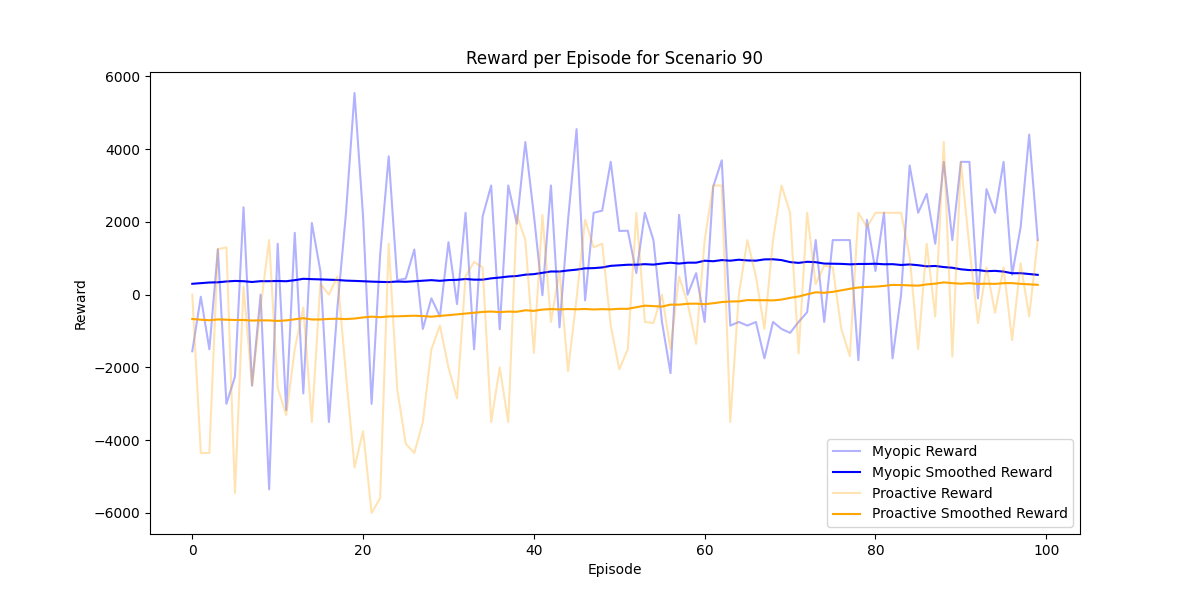 Reward per Episode for Scenario 90
Reward
6000
4000
2000
0
−2000
−4000
−6000
0 20 40 60 80 100
Episode
Myopic Reward
Myopic Smoothed Reward
Proactive Reward
Proactive Smoothed Reward